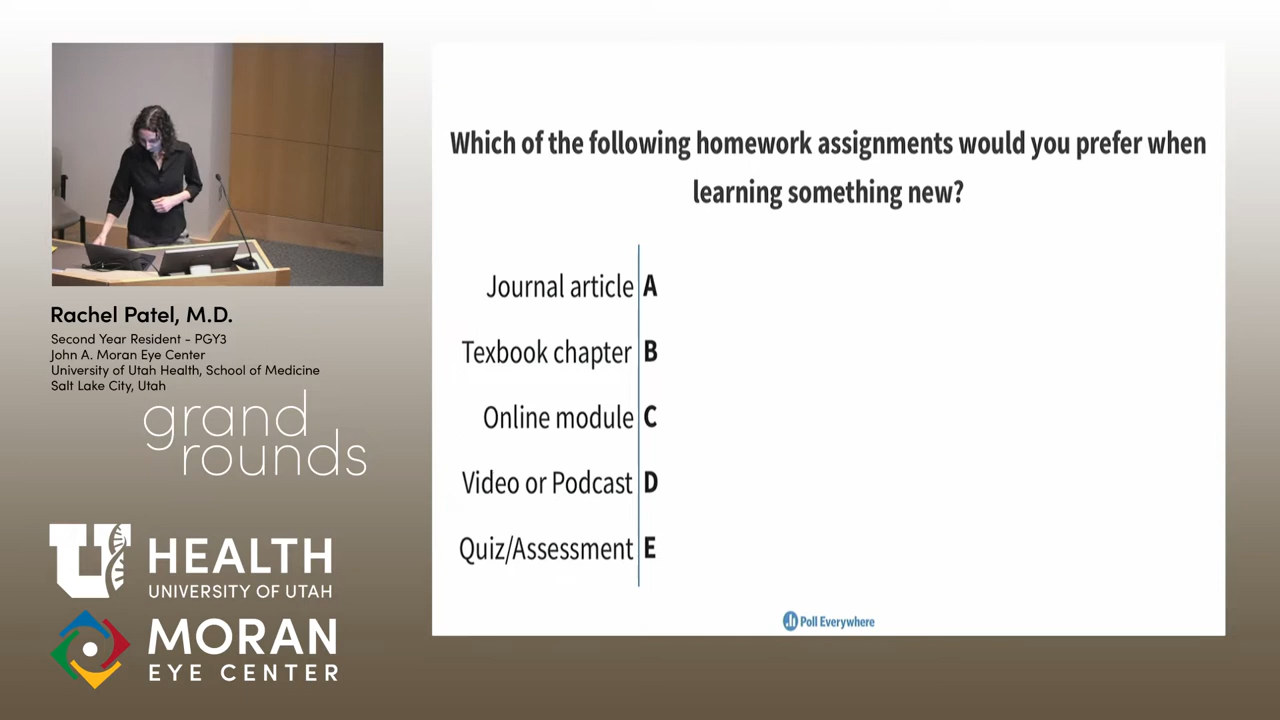 Rachel Patel, M.D.
Second Year Resident - PGY3
John A. Moran Eye Center
University of Utah Health, School of Medicine
Salt Lake City, Utah
grand
rounds
U HEALTH
UNIVERSITY OF UTAH
MORAN
EYE CENTER
Which of the following homework assignments would you prefer when
learning something new?
Journal article A
Texbook chapter B
Online module C
Video or Podcast D
Quiz/Assessment E
Poll Everywhere